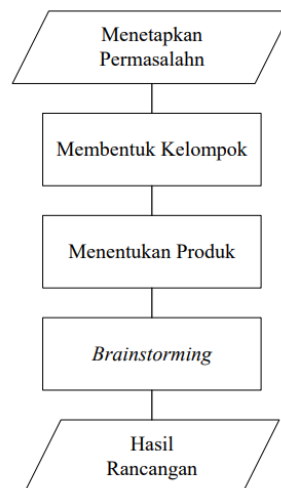 Menetapkan
Permasalahn
Membentuk Kelompok
Menentukan Produk
Brainstorming
Hasil
Rancangan